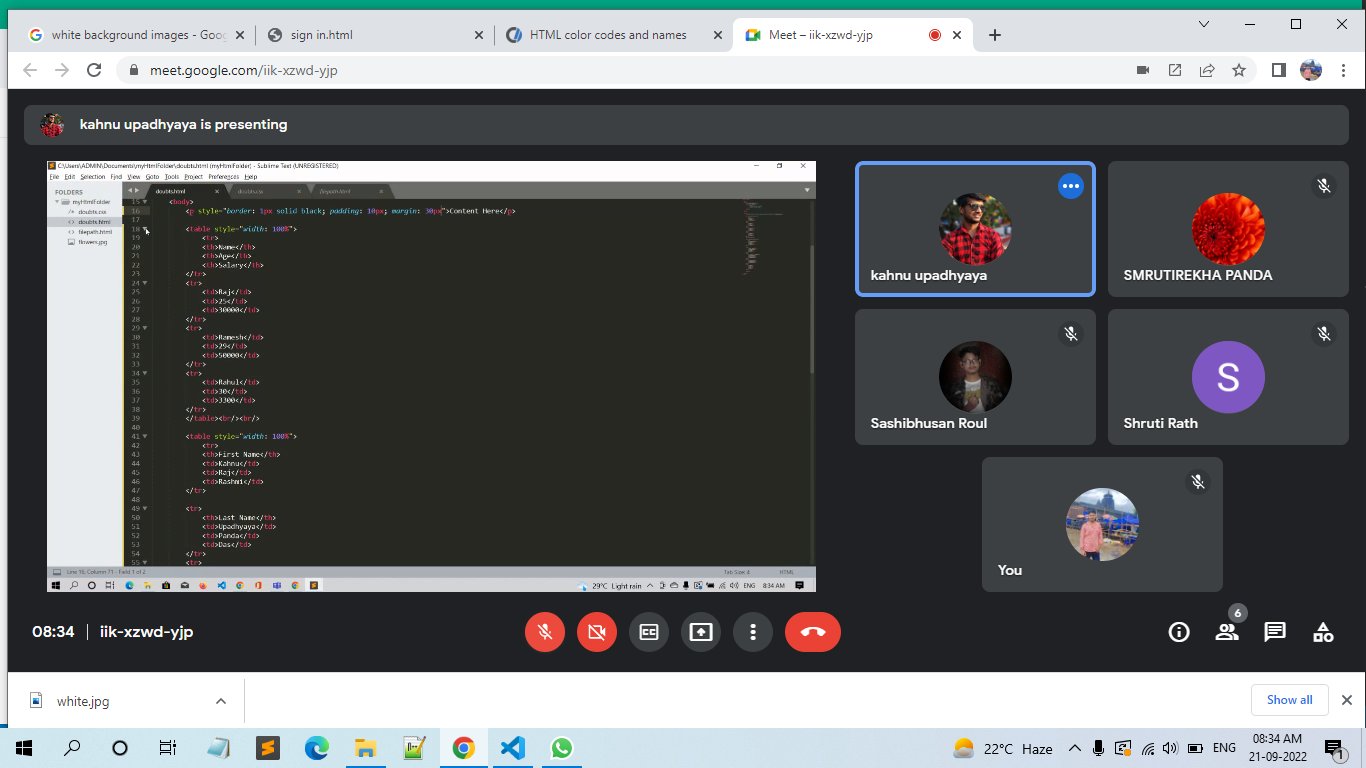 white background images - Goog
sign in.html
HTML color codes and names
Meet – iik-xzwd-yjp
meet.google.com/iik-xzwd-yjp
kahnu upadhyaya is presenting
C:\Users\ADMIN\Documents\myHtmlFolder\doubts.html (myHtmlFolder) - Sublime Text (UNREGISTERED)
File Edit Selection Find View Goto Tools Project Preferences Help
FOLDERS
myHtmlFolder
doubts.css
doubts.html
filepath.html
flowers.jpg
doubts.html
doubts.css
filepath.html
15 <body>
16 <p style="border: 1px solid black; padding: 10px; margin: 30px">Content Here</p>
17
18 <table style="width: 100%">
19 <tr>
20 <th>Name</th>
21 <th>Age</th>
22 <th>Salary</th>
23 </tr>
24 <tr>
25 <td>Raj</td>
26 <td>25</td>
27 <td>30000</td>
28 </tr>
29 <tr>
30 <td>Ramesh</td>
31 <td>29</td>
32 <td>50000</td>
33 </tr>
34 <tr>
35 <td>Rahul</td>
36 <td>30</td>
37 <td>3300</td>
38 </tr>
39 </table><br/><br/>
40
41 <table style="width: 100%">
42 <tr>
43 <th>First Name</th>
44 <td>Kahnu</td>
45 <td>Raj</td>
46 <td>Rashmi</td>
47 </tr>
48
49 <tr>
50 <th>Last Name</th>
51 <td>Upadhyaya</td>
52 <td>Panda</td>
53 <td>Das</td>
54 </tr>
55 <tr>
Line 16, Column 71 - Field 1 of 2
Tab Size: 4
HTML
29°C Light rain
ENG
8:34 AM
kahnu upadhyaya
SMRUTIREKHA PANDA
Sashibhusan Roul
S
Shruti Rath
You
08:34 | iik-xzwd-yjp
CC
6
white.jpg
Show all
22°C Haze
ENG
08:34 AM
21-09-2022
1